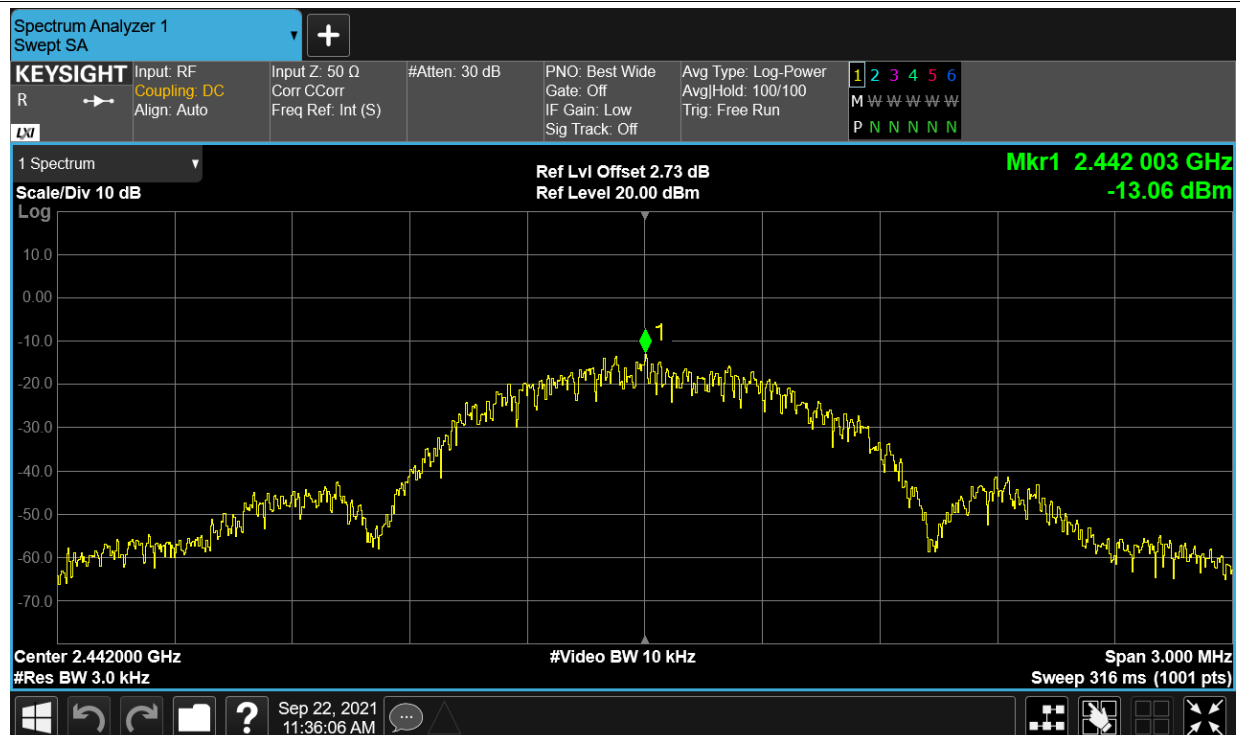 Spectrum Analyzer 1
Swept SA
+
KEYSIGHT
R
LXI
Input: RF
Coupling: DC
Align: Auto
Input Z: 50 Ω
Corr CCorr
Freq Ref: Int (S)
#Atten: 30 dB
PNO: Best Wide
Gate: Off
IF Gain: Low
Sig Track: Off
Avg Type: Log-Power
Avg|Hold: 100/100
Trig: Free Run
1 2 3 4 5 6
M W W W W W
P N N N N N
1 Spectrum
Scale/Div 10 dB
Ref Lvl Offset 2.73 dB
Ref Level 20.00 dBm
Mkr1 2.442 003 GHz
-13.06 dBm
Log
10.0
0.00
-10.0
-20.0
-30.0
-40.0
-50.0
-60.0
-70.0
1
Center 2.442000 GHz
#Res BW 3.0 kHz
#Video BW 10 kHz
Span 3.000 MHz
Sweep 316 ms (1001 pts)
?
Sep 22, 2021
11:36:06 AM